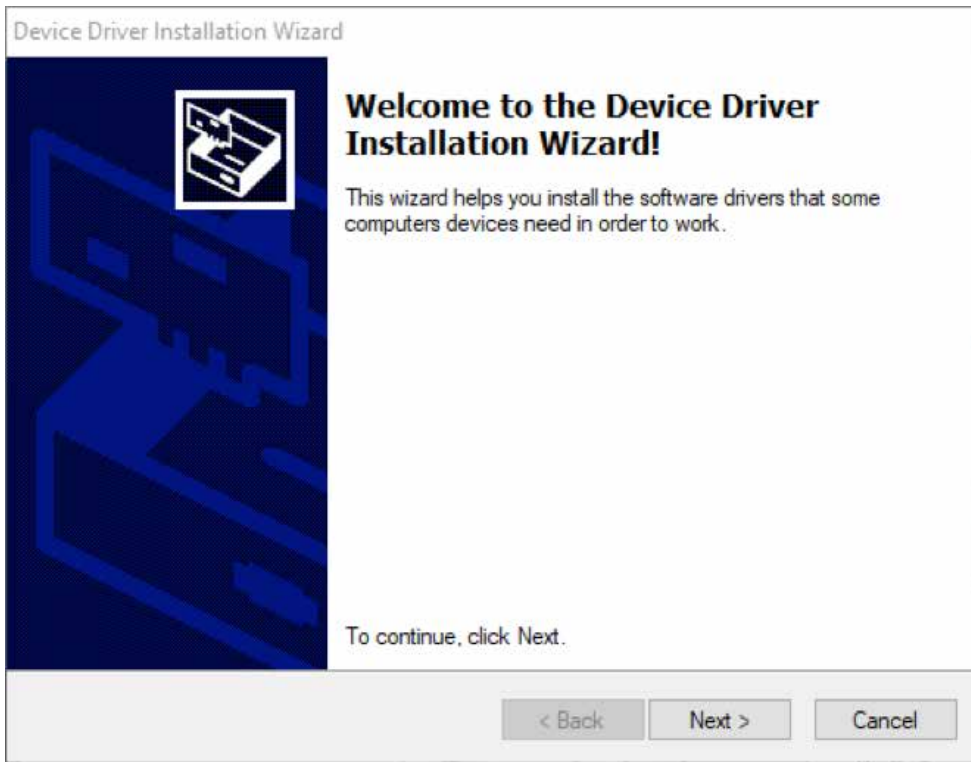 Device Driver Installation Wizard
Welcome to the Device Driver
Installation Wizard!
This wizard helps you install the software drivers that some
computers devices need in order to work.
To continue, click Next.
< Back
Next >
Cancel